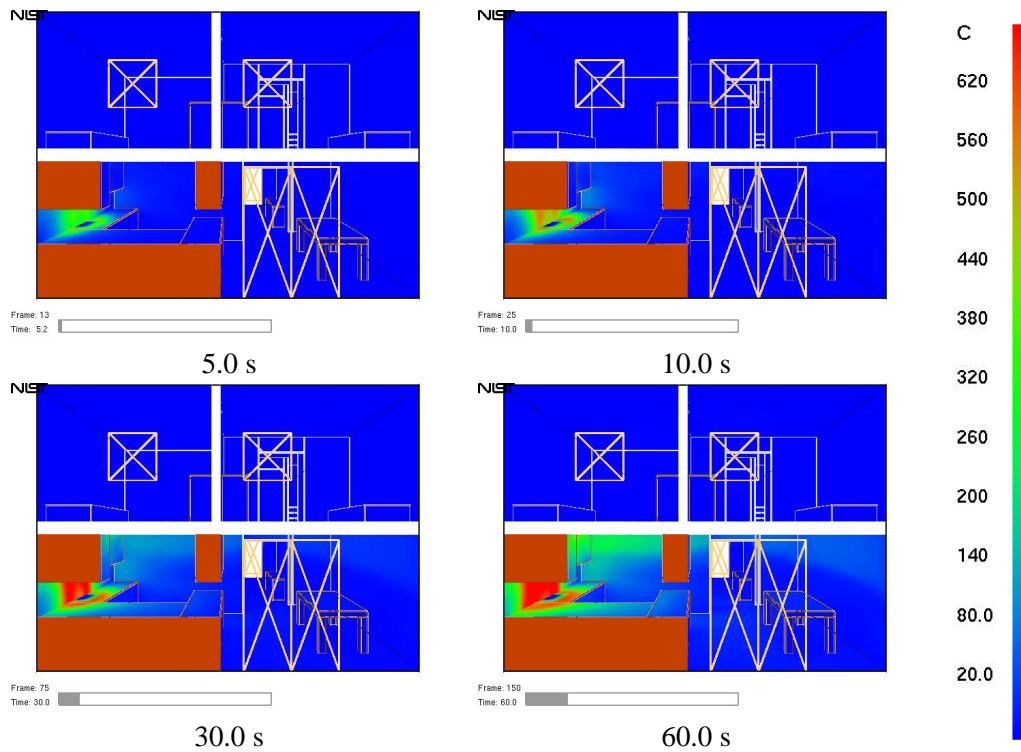 NIST
Frame: 13
Time: 5.2
5.0 s
NIST
Frame: 25
Time: 10.0
10.0 s
NIST
Frame: 75
Time: 30.0
30.0 s
NIST
Frame: 150
Time: 60.0
60.0 s
C
620
560
500
440
380
320
260
200
140
80.0
20.0